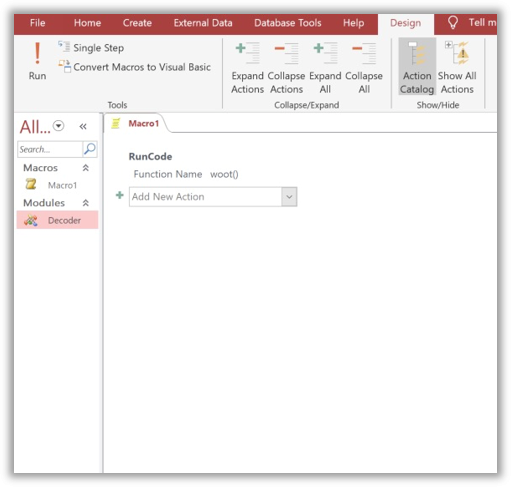 File Home Create External Data Database Tools Help Design Tell m
Single Step
Convert Macros to Visual Basic
Run
Expand Actions
Collapse Actions
Expand All
Collapse All
Action Catalog
Show All Actions
Tools Collapse/Expand Show/Hide
All...
Search...
Macros
Macro1
Modules
Decoder
Macro1
RunCode
Function Name woot()
Add New Action